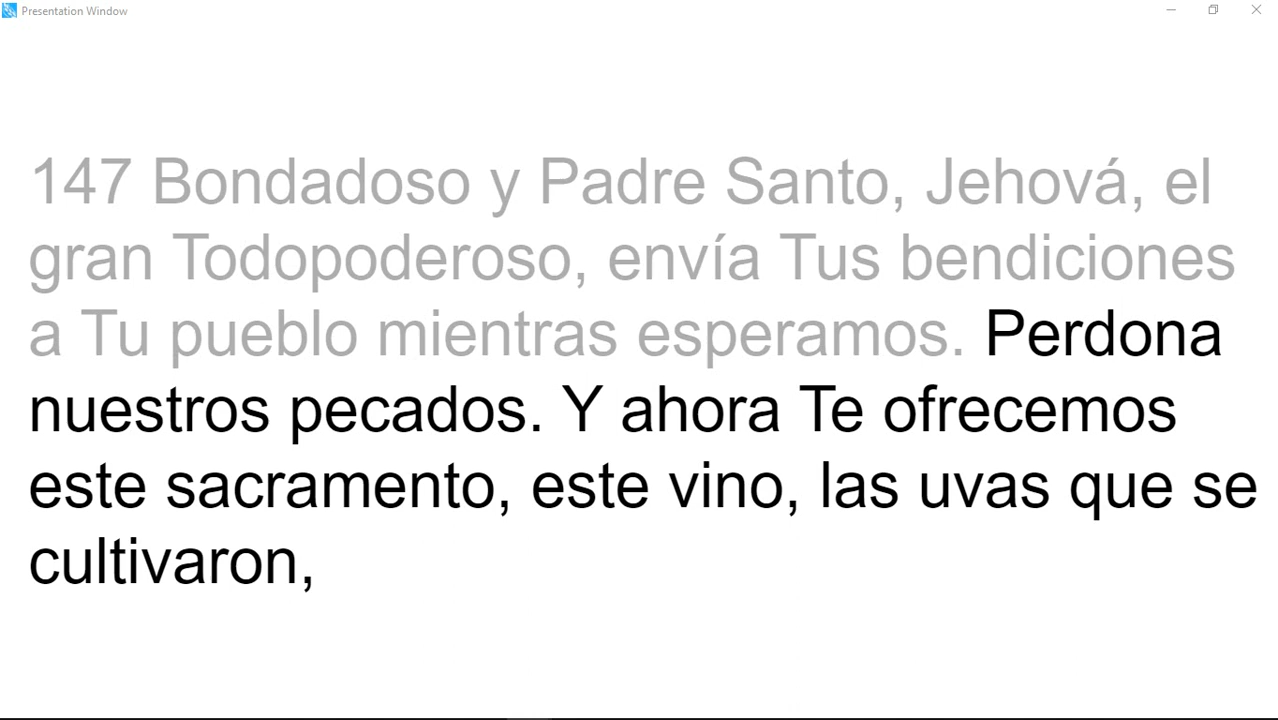 Presentation Window
147 Bondadoso y Padre Santo, Jehová, el
gran Todopoderoso, envía Tus bendiciones
a Tu pueblo mientras esperamos. Perdona
nuestros pecados. Y ahora Te ofrecemos
este sacramento, este vino, las uvas que se
cultivaron,